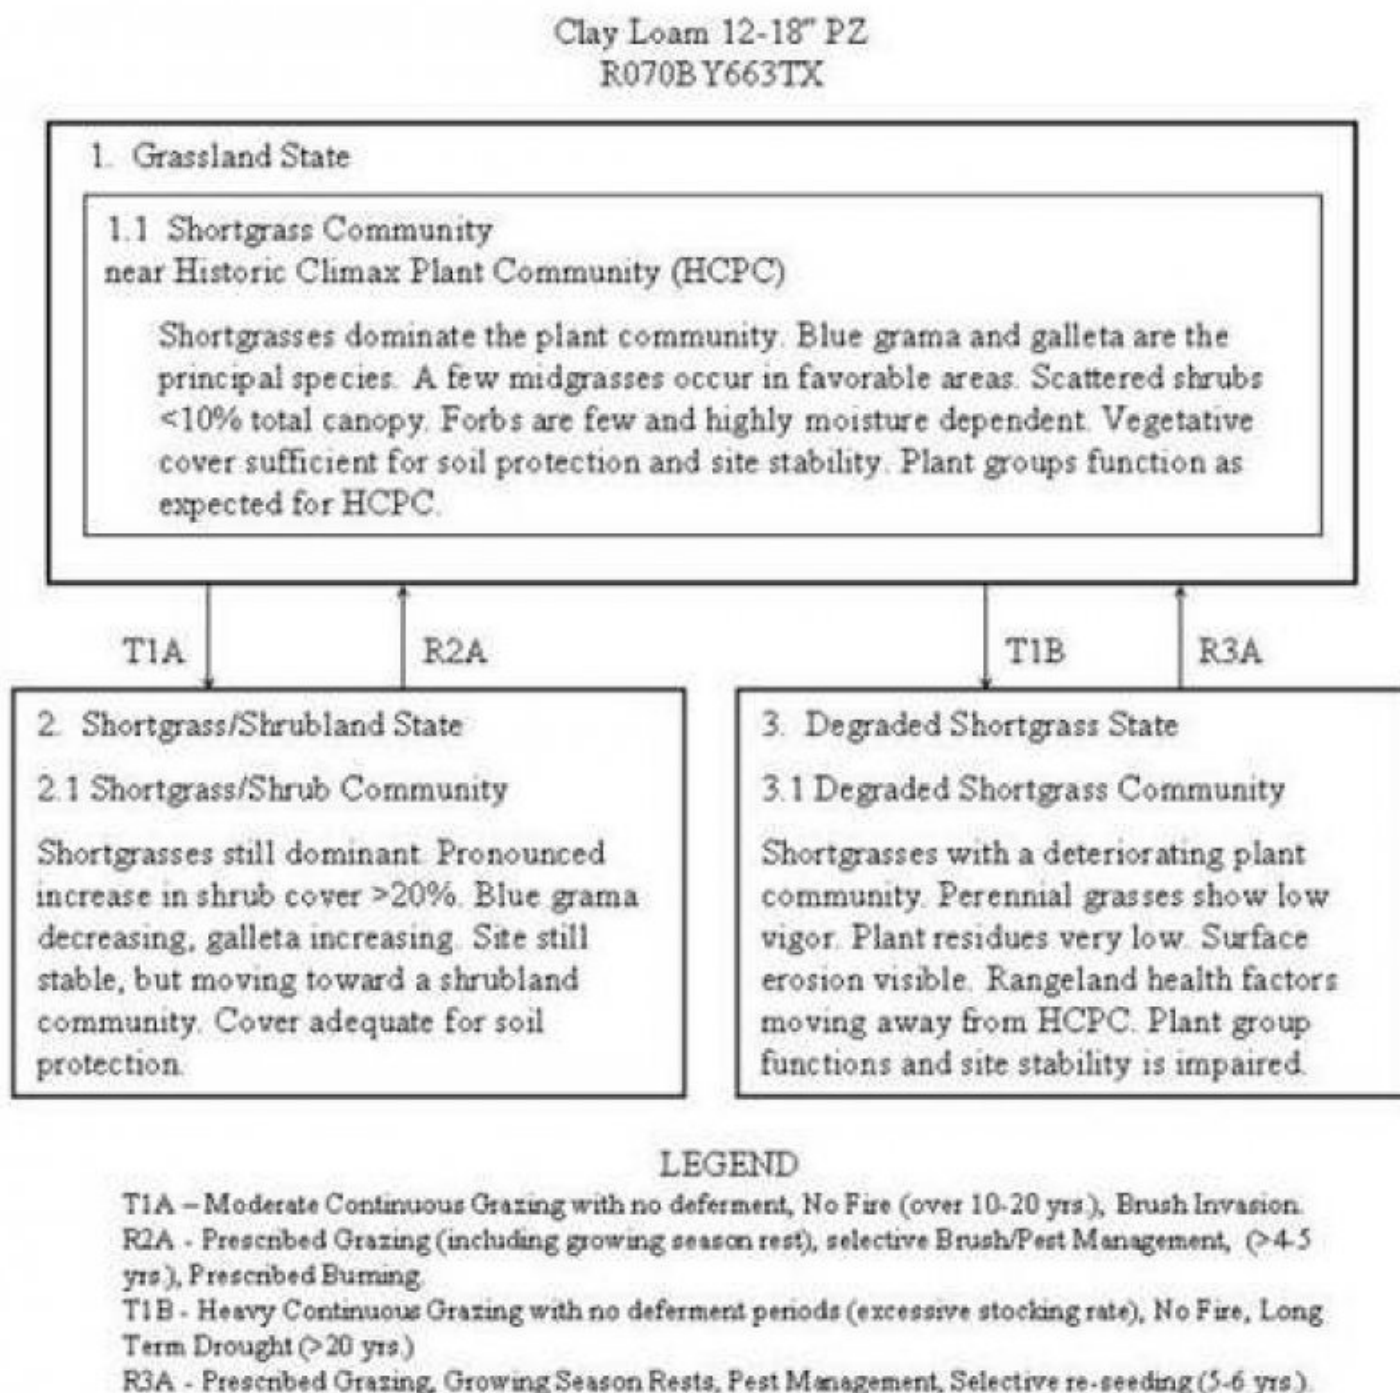 Clay Loam 12-18" PZ
R070BY663TX
1. Grassland State
1.1 Shortgrass Community
near Historic Climax Plant Community (HCPC)
Shortgrasses dominate the plant community. Blue grama and galleta are the
principal species. A few midgrasses occur in favorable areas. Scattered shrubs
<10% total canopy. Forbs are few and highly moisture dependent. Vegetative
cover sufficient for soil protection and site stability. Plant groups function as
expected for HCPC.
T1A
R2A
T1B
R3A
2. Shortgrass/Shrubland State
2.1 Shortgrass/Shrub Community
Shortgrasses still dominant. Pronounced
increase in shrub cover >20%. Blue grama
decreasing, galleta increasing. Site still
stable, but moving toward a shrubland
community. Cover adequate for soil
protection.
3. Degraded Shortgrass State
3.1 Degraded Shortgrass Community
Shortgrasses with a deteriorating plant
community. Perennial grasses show low
vigor. Plant residues very low. Surface
erosion visible. Rangeland health factors
moving away from HCPC. Plant group
functions and site stability is impaired.
LEGEND
T1A – Moderate Continuous Grazing with no deferment, No Fire (over 10-20 yrs.), Brush Invasion.
R2A - Prescribed Grazing (including growing season rest), selective Brush/Pest Management, (>4-5
yrs.), Prescribed Burning.
T1B - Heavy Continuous Grazing with no deferment periods (excessive stocking rate), No Fire, Long
Term Drought (>20 yrs.)
R3A - Prescribed Grazing, Growing Season Rests, Pest Management, Selective re-seeding (5-6 yrs.).